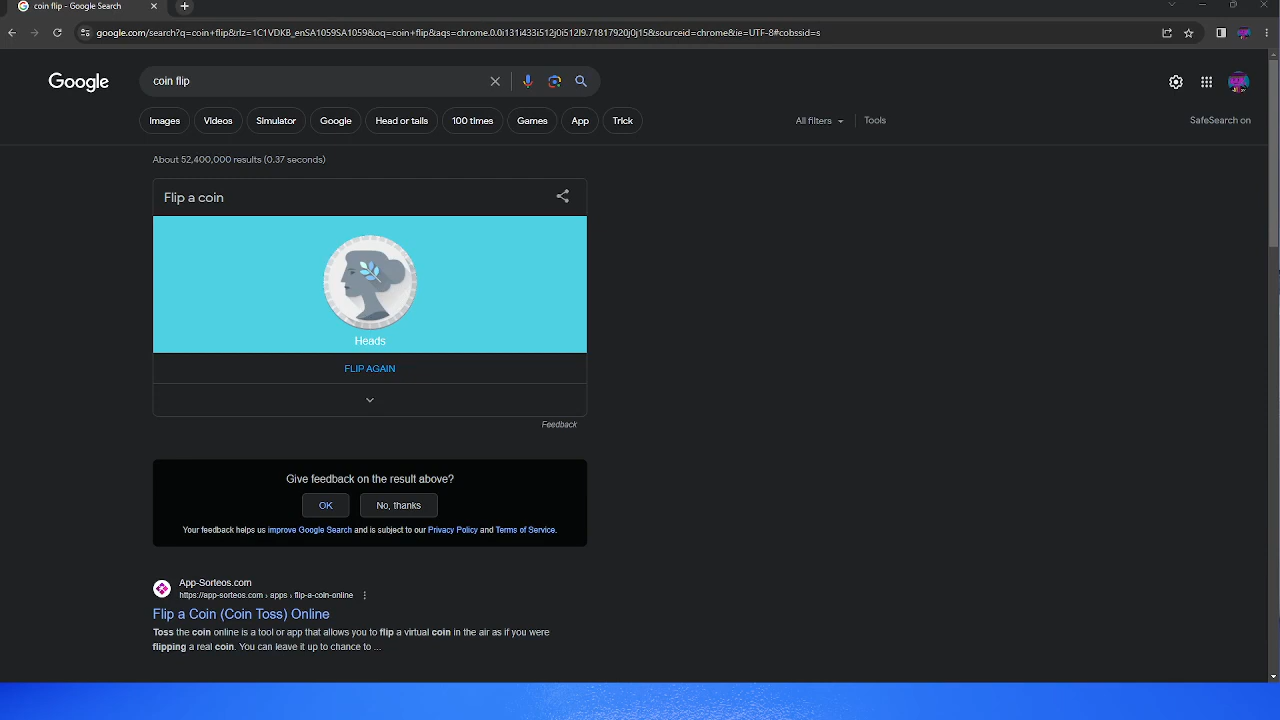 coin flip - Google Search
google.com/search?q=coin+flip&rlz=1C1VDKB_enSA1059SA1059&oq=coin+flip&aqs=chrome.0.0i131i433i512j0i512l9.71817920j0j15&sourceid=chrome&ie=UTF-8#cobssid=s
Google
coin flip
Images Videos Simulator Google Head or tails 100 times Games App Trick
All filters Tools
SafeSearch on
About 52,400,000 results (0.37 seconds)
Flip a coin
Heads
FLIP AGAIN
Feedback
Give feedback on the result above?
OK No, thanks
Your feedback helps us improve Google Search and is subject to our Privacy Policy and Terms of Service.
App-Sorteos.com
https://app-sorteos.com › apps › flip-a-coin-online
Flip a Coin (Coin Toss) Online
Toss the coin online is a tool or app that allows you to flip a virtual coin in the air as if you were
flipping a real coin. You can leave it up to chance to ...